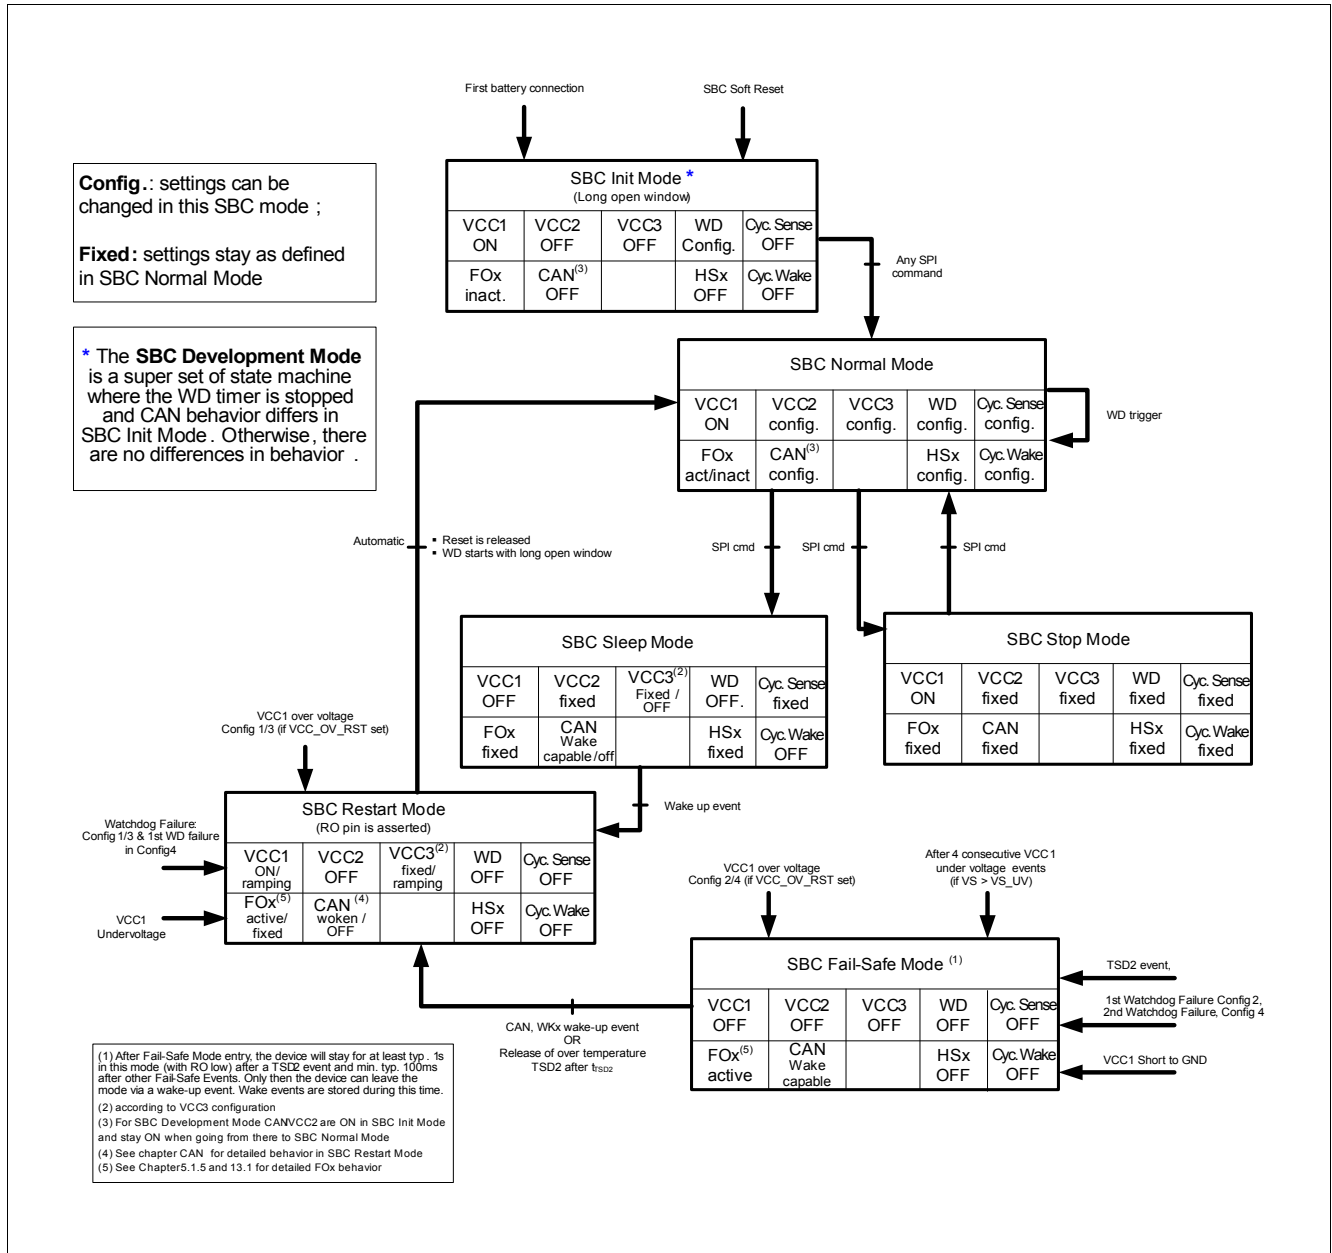 First battery connection
SBC Soft Reset
Config.: settings can be
changed in this SBC mode ;
Fixed: settings stay as defined
in SBC Normal Mode
* The SBC Development Mode
is a super set of state machine
where the WD timer is stopped
and CAN behavior differs in
SBC Init Mode . Otherwise , there
are no differences in behavior .
SBC Init Mode *
(Long open window)
VCC1 ON
VCC2 OFF
VCC3 OFF
WD Config.
Cyc. Sense OFF
FOx inact.
CAN(3) OFF
HSx OFF
Cyc. Wake OFF
Any SPI
command
SBC Normal Mode
VCC1 ON
VCC2 config.
VCC3 config.
WD config.
Cyc. Sense config.
FOx act/inact
CAN(3) config.
HSx config.
Cyc. Wake config.
WD trigger
Automatic
▪ Reset is released
▪ WD starts with long open window
SPI cmd
SPI cmd
SPI cmd
SBC Sleep Mode
VCC1 OFF
VCC2 fixed
VCC3(2) Fixed / OFF
WD OFF.
Cyc. Sense fixed
FOx fixed
CAN Wake capable /off
HSx fixed
Cyc. Wake OFF
SBC Stop Mode
VCC1 ON
VCC2 fixed
VCC3 fixed
WD fixed
Cyc. Sense fixed
FOx fixed
CAN fixed
HSx fixed
Cyc. Wake fixed
VCC1 over voltage
Config 1/3 (if VCC_OV_RST set)
Wake up event
Watchdog Failure:
Config 1/3 & 1st WD failure
in Config4
VCC1
Undervoltage
SBC Restart Mode
(RO pin is asserted)
VCC1 ON/ ramping
VCC2 OFF
VCC3(2) fixed/ ramping
WD OFF
Cyc. Sense OFF
FOx(5) active/ fixed
CAN (4) woken / OFF
HSx OFF
Cyc. Wake OFF
VCC1 over voltage
Config 2/4 (if VCC_OV_RST set)
After 4 consecutive VCC1
under voltage events
(if VS > VS_UV)
SBC Fail-Safe Mode (1)
VCC1 OFF
VCC2 OFF
VCC3 OFF
WD OFF
Cyc. Sense OFF
FOx(5) active
CAN Wake capable
HSx OFF
Cyc. Wake OFF
TSD2 event,
1st Watchdog Failure Config 2,
2nd Watchdog Failure, Config 4
VCC1 Short to GND
CAN, WKx wake-up event
OR
Release of over temperature
TSD2 after tTSD2
(1) After Fail-Safe Mode entry, the device will stay for at least typ . 1s
in this mode (with RO low) after a TSD2 event and min. typ. 100ms
after other Fail-Safe Events. Only then the device can leave the
mode via a wake-up event. Wake events are stored during this time.
(2) according to VCC3 configuration
(3) For SBC Development Mode CAN/VCC2 are ON in SBC Init Mode
and stay ON when going from there to SBC Normal Mode
(4) See chapter CAN for detailed behavior in SBC Restart Mode
(5) See Chapter5.1.5 and 13.1 for detailed FOx behavior